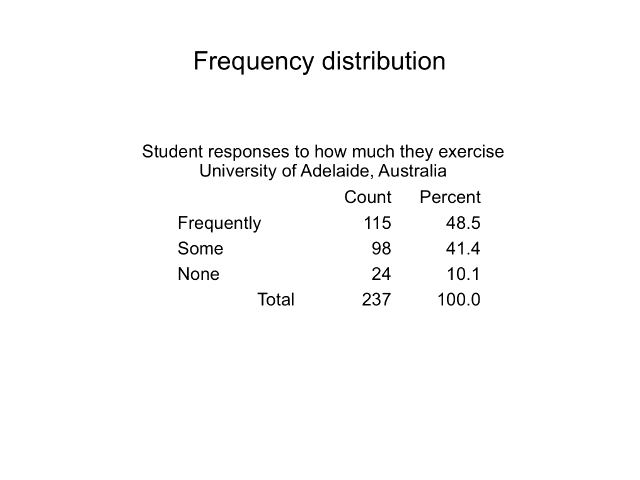 Frequency distribution
Student responses to how much they exercise
University of Adelaide, Australia
Count Percent
Frequently 115 48.5
Some 98 41.4
None 24 10.1
Total 237 100.0